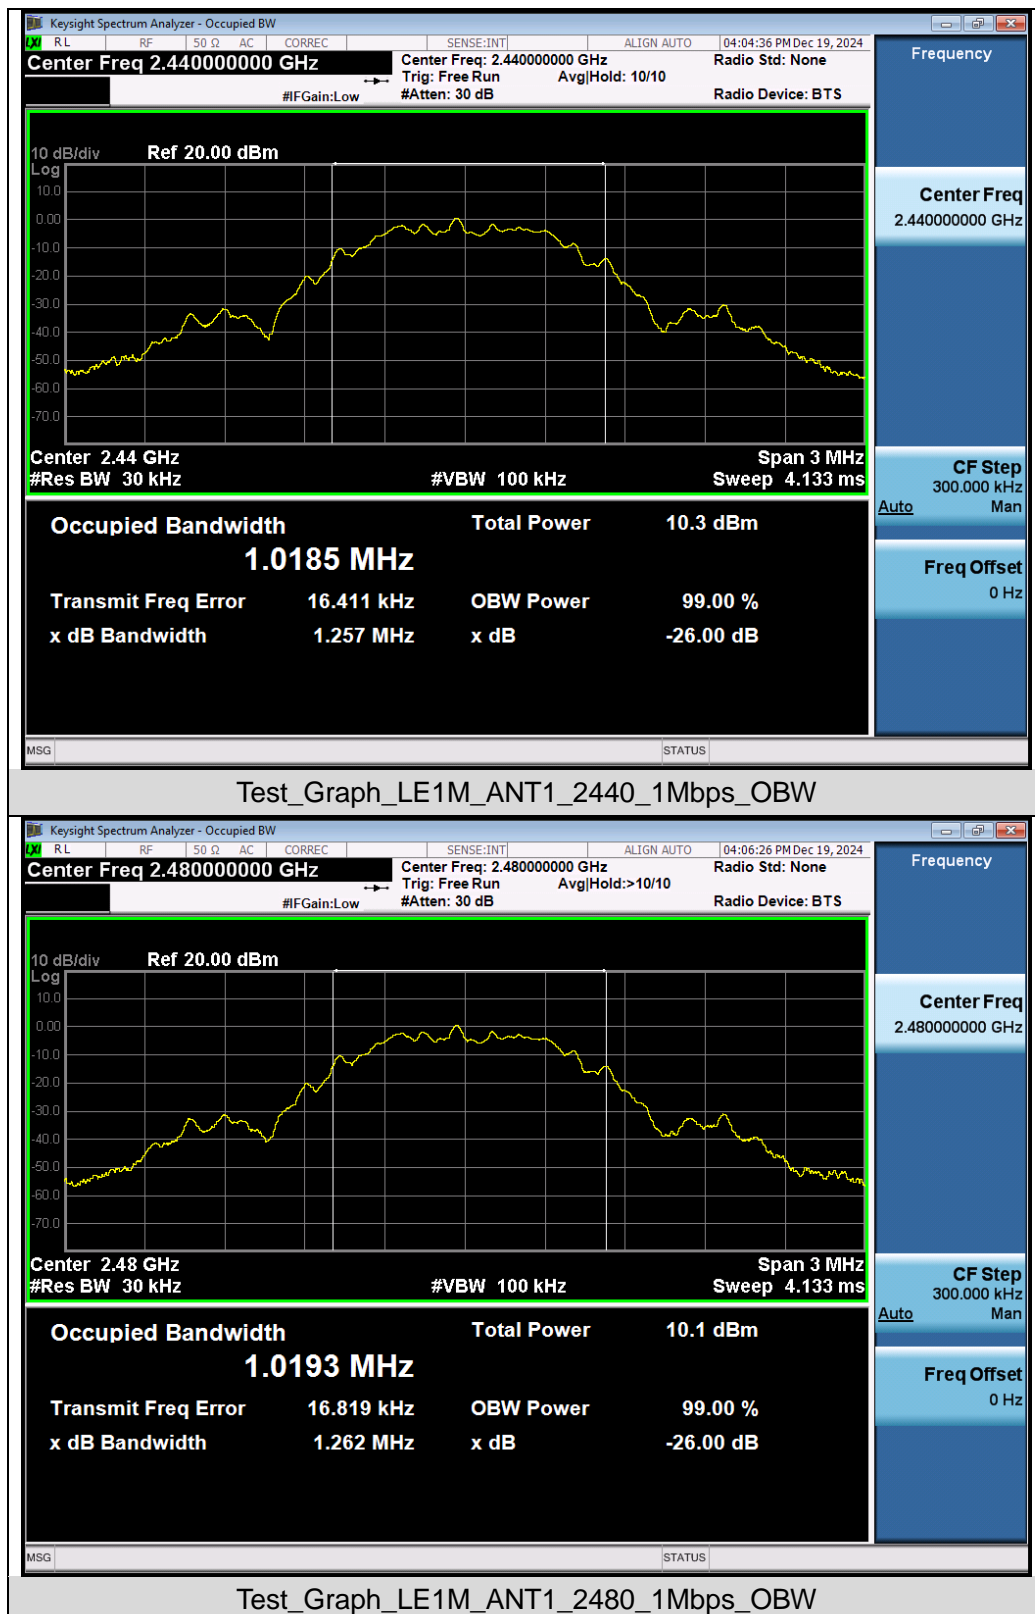 Keysight Spectrum Analyzer - Occupied BW
LXI RL RF 50 Ω AC CORREC SENSE:INT ALIGN AUTO 04:04:36 PM Dec 19, 2024
Center Freq 2.440000000 GHz
Center Freq: 2.440000000 GHz
Radio Std: None
Trig: Free Run Avg|Hold: 10/10
#IFGain:Low
#Atten: 30 dB
Radio Device: BTS
Frequency
10 dB/div Ref 20.00 dBm
Log
10.0
0.00
-10.0
-20.0
-30.0
-40.0
-50.0
-60.0
-70.0
Center Freq
2.440000000 GHz
Center 2.44 GHz Span 3 MHz
#Res BW 30 kHz #VBW 100 kHz Sweep 4.133 ms
CF Step
300.000 kHz
Auto Man
Occupied Bandwidth Total Power 10.3 dBm
1.0185 MHz
Transmit Freq Error 16.411 kHz OBW Power 99.00 %
x dB Bandwidth 1.257 MHz x dB -26.00 dB
Freq Offset
0 Hz
MSG STATUS
Test_Graph_LE1M_ANT1_2440_1Mbps_OBW
Keysight Spectrum Analyzer - Occupied BW
LXI RL RF 50 Ω AC CORREC SENSE:INT ALIGN AUTO 04:06:26 PM Dec 19, 2024
Center Freq 2.480000000 GHz
Center Freq: 2.480000000 GHz
Radio Std: None
Trig: Free Run Avg|Hold:>10/10
#IFGain:Low
#Atten: 30 dB
Radio Device: BTS
Frequency
10 dB/div Ref 20.00 dBm
Log
10.0
0.00
-10.0
-20.0
-30.0
-40.0
-50.0
-60.0
-70.0
Center Freq
2.480000000 GHz
Center 2.48 GHz Span 3 MHz
#Res BW 30 kHz #VBW 100 kHz Sweep 4.133 ms
CF Step
300.000 kHz
Auto Man
Occupied Bandwidth Total Power 10.1 dBm
1.0193 MHz
Transmit Freq Error 16.819 kHz OBW Power 99.00 %
x dB Bandwidth 1.262 MHz x dB -26.00 dB
Freq Offset
0 Hz
MSG STATUS
Test_Graph_LE1M_ANT1_2480_1Mbps_OBW